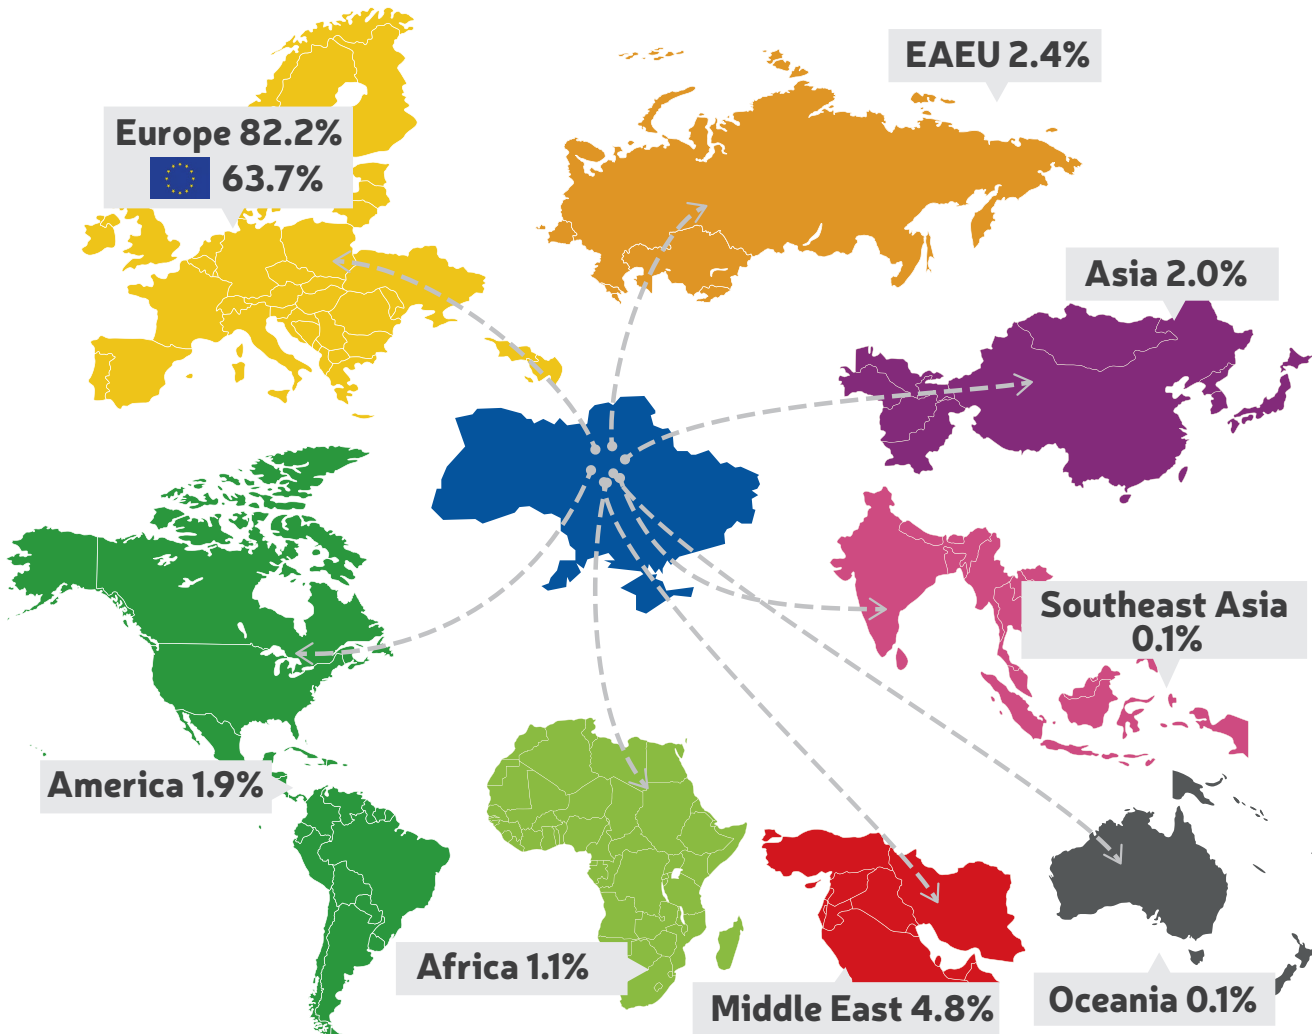 EAEU 2.4%
Europe 82.2%
63.7%
Asia 2.0%
Southeast Asia
0.1%
America 1.9%
Africa 1.1%
Middle East 4.8%
Oceania 0.1%